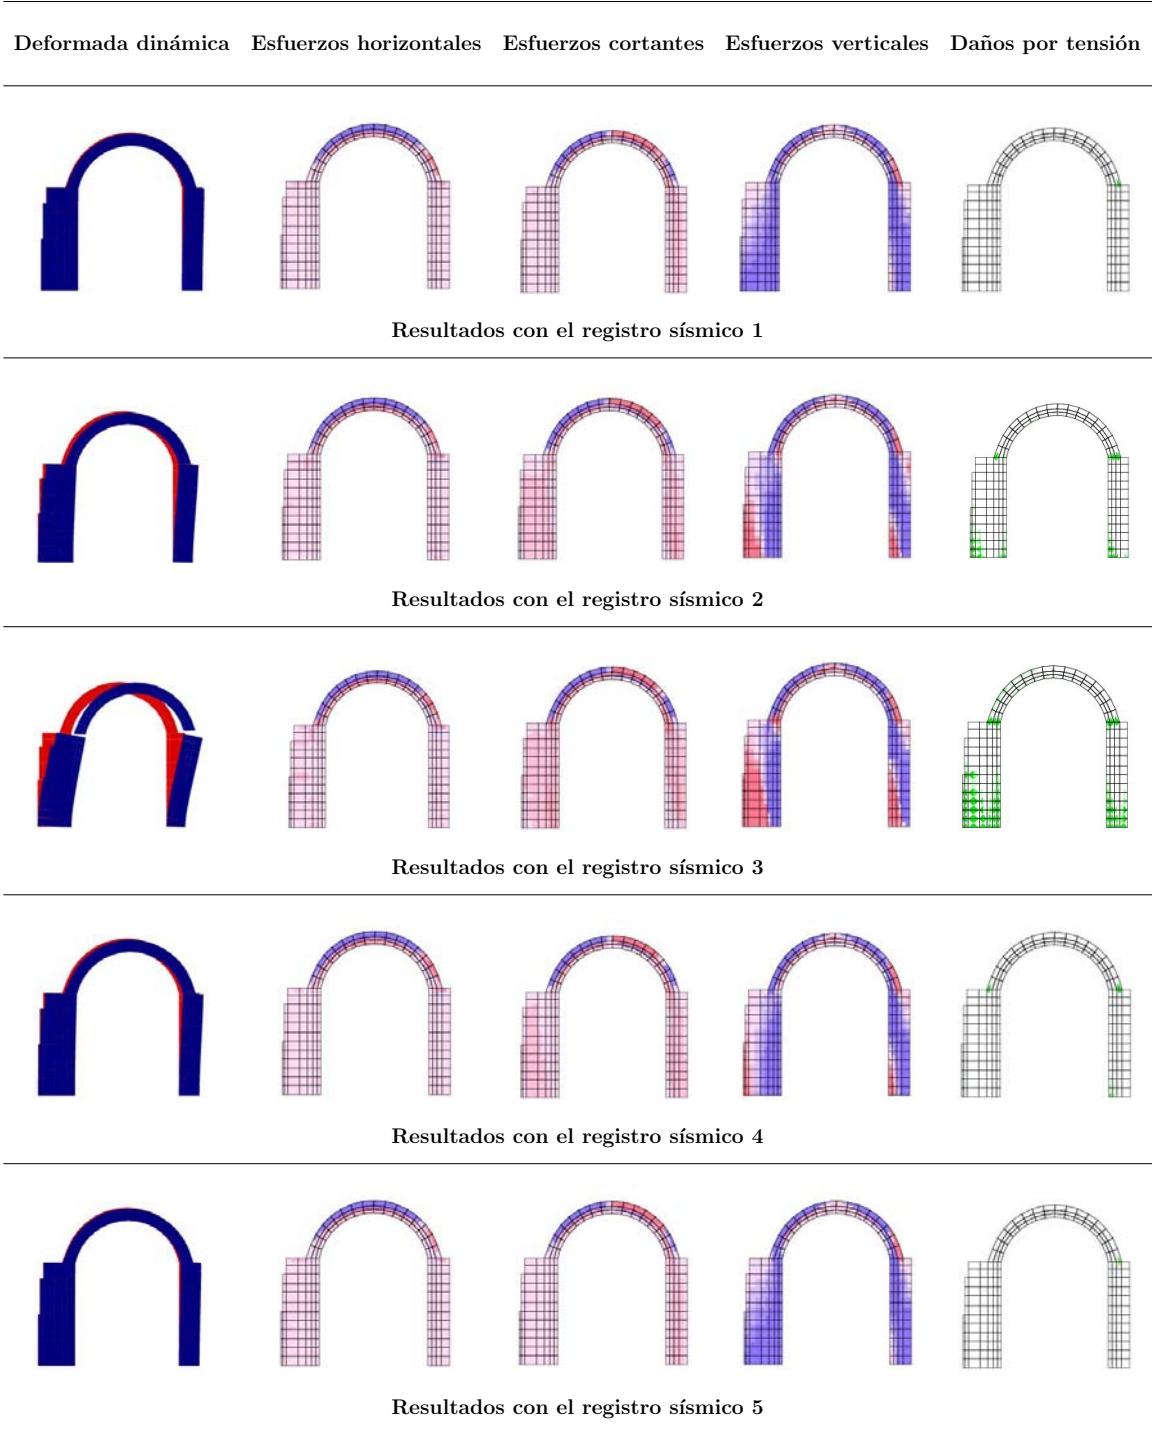 Deformada dinámica Esfuerzos horizontales Esfuerzos cortantes Esfuerzos verticales Daños por tensión
Resultados con el registro sísmico 1
Resultados con el registro sísmico 2
Resultados con el registro sísmico 3
Resultados con el registro sísmico 4
Resultados con el registro sísmico 5